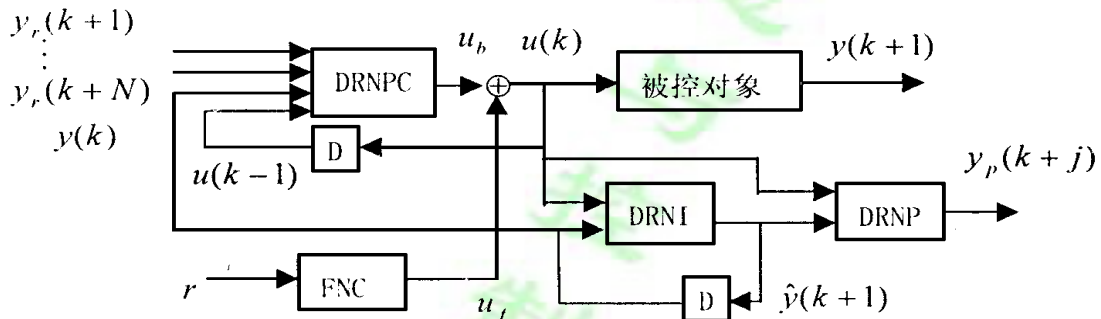 y_r(k+1)
⋮
y_r(k+N)
y(k)
DRNPC
u_b
u(k)
被控对象
y(k+1)
D
u(k−1)
DRNI
DRNP
y_p(k+j)
r
FNC
u_f
D
ŷ(k+1)